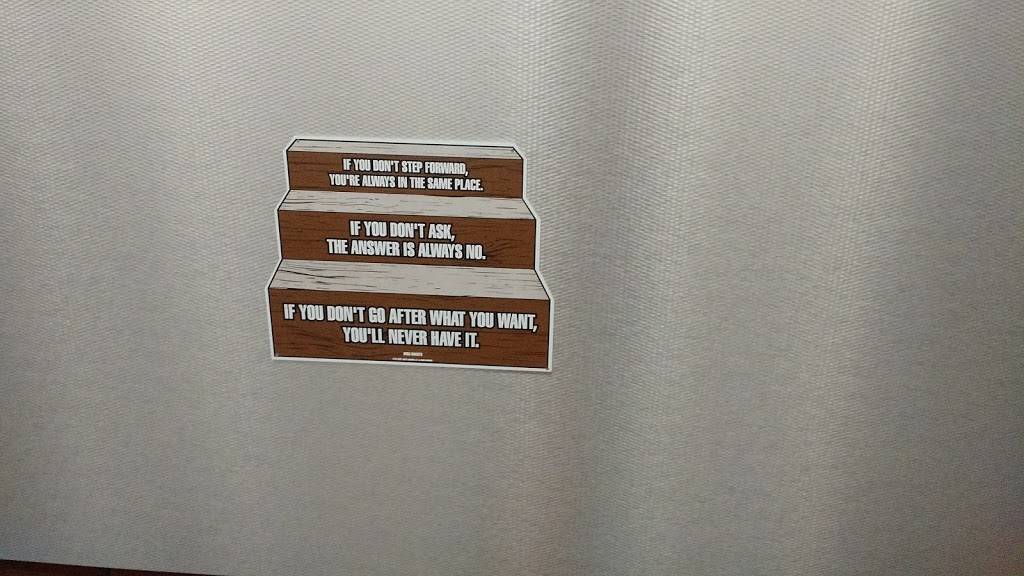 IF YOU DON'T STEP FORWARD,
YOU'RE ALWAYS IN THE SAME PLACE.
IF YOU DON'T ASK,
THE ANSWER IS ALWAYS NO.
IF YOU DON'T GO AFTER WHAT YOU WANT,
YOU'LL NEVER HAVE IT.